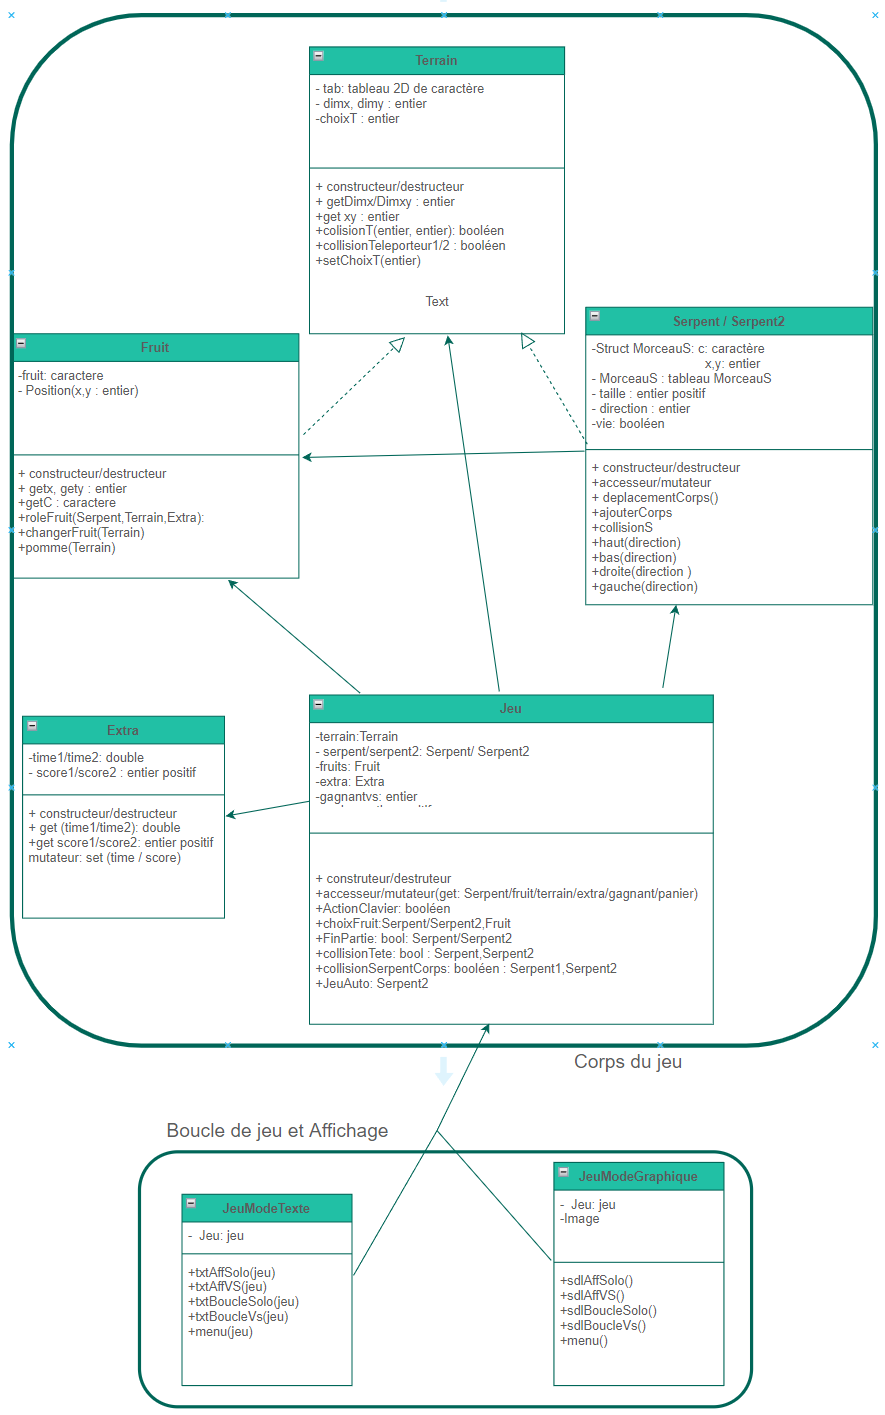 Terrain
- tab: tableau 2D de caractère
- dimx, dimy : entier
-choixT : entier
+ constructeur/destructeur
+ getDimx/Dimxy : entier
+get xy : entier
+colisionT(entier, entier): booléen
+collisionTeleporteur1/2 : booléen
+setChoixT(entier)
Text
Fruit
-fruit: caractere
- Position(x,y : entier)
+ constructeur/destructeur
+ getx, gety : entier
+getC : caractere
+roleFruit(Serpent,Terrain,Extra):
+changerFruit(Terrain)
+pomme(Terrain)
Serpent / Serpent2
-Struct MorceauS: c: caractère
x,y: entier
- MorceauS : tableau MorceauS
- taille : entier positif
- direction : entier
-vie: booléen
+ constructeur/destructeur
+accesseur/mutateur
+ deplacementCorps()
+ajouterCorps
+collisionS
+haut(direction)
+bas(direction)
+droite(direction )
+gauche(direction)
Extra
-time1/time2: double
- score1/score2 : entier positif
+ constructeur/destructeur
+ get (time1/time2): double
+get score1/score2: entier positif
mutateur: set (time / score)
Jeu
-terrain:Terrain
- serpent/serpent2: Serpent/ Serpent2
-fruits: Fruit
-extra: Extra
-gagnantvs: entier
+ construteur/destruteur
+accesseur/mutateur(get: Serpent/fruit/terrain/extra/gagnant/panier)
+ActionClavier: booléen
+choixFruit:Serpent/Serpent2,Fruit
+FinPartie: bool: Serpent/Serpent2
+collisionTete: bool : Serpent,Serpent2
+collisionSerpentCorps: booléen : Serpent1,Serpent2
+JeuAuto: Serpent2
Corps du jeu
Boucle de jeu et Affichage
JeuModeTexte
- Jeu: jeu
+txtAffSolo(jeu)
+txtAffVS(jeu)
+txtBoucleSolo(jeu)
+txtBoucleVs(jeu)
+menu(jeu)
JeuModeGraphique
- Jeu: jeu
-Image
+sdlAffSolo()
+sdlAffVS()
+sdlBoucleSolo()
+sdlBoucleVs()
+menu()